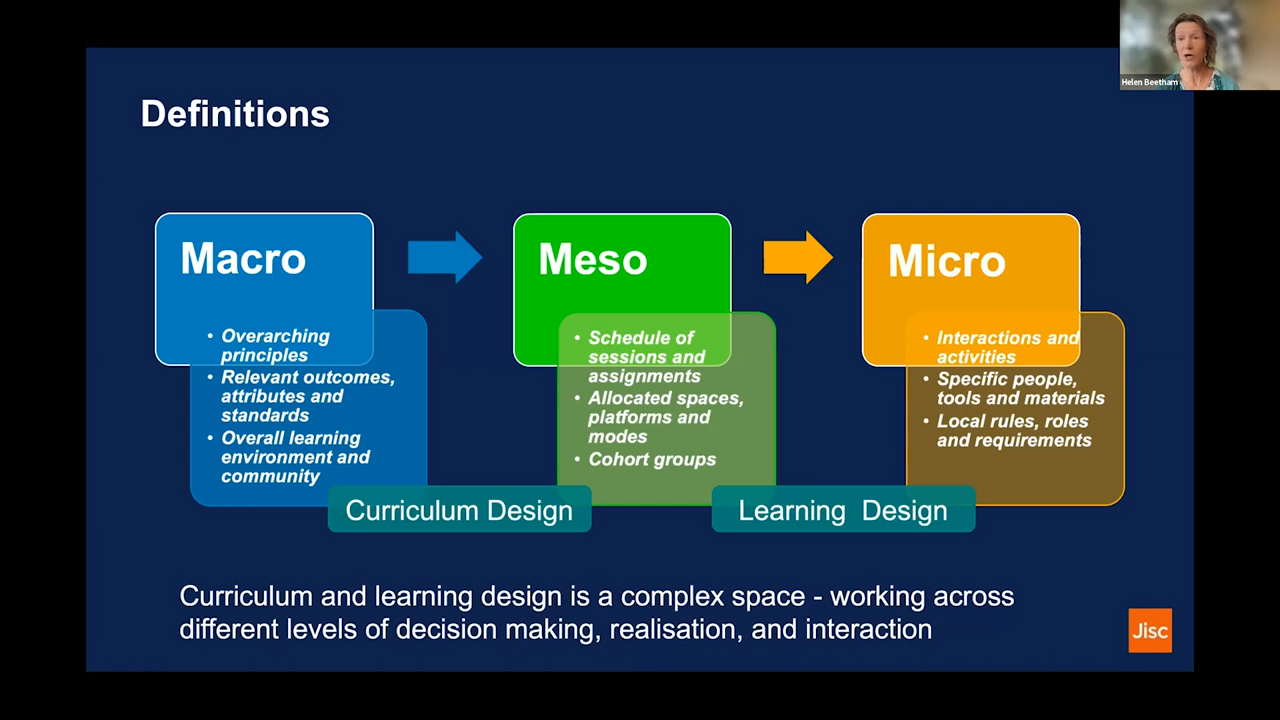 Helen Beetham
Definitions
Macro
• Overarching
principles
• Relevant outcomes,
attributes and
standards
• Overall learning
environment and
community
Meso
• Schedule of
sessions and
assignments
• Allocated spaces,
platforms and
modes
• Cohort groups
Micro
• Interactions and
activities
• Specific people,
tools and materials
• Local rules, roles
and requirements
Curriculum Design
Learning Design
Curriculum and learning design is a complex space - working across
different levels of decision making, realisation, and interaction
Jisc